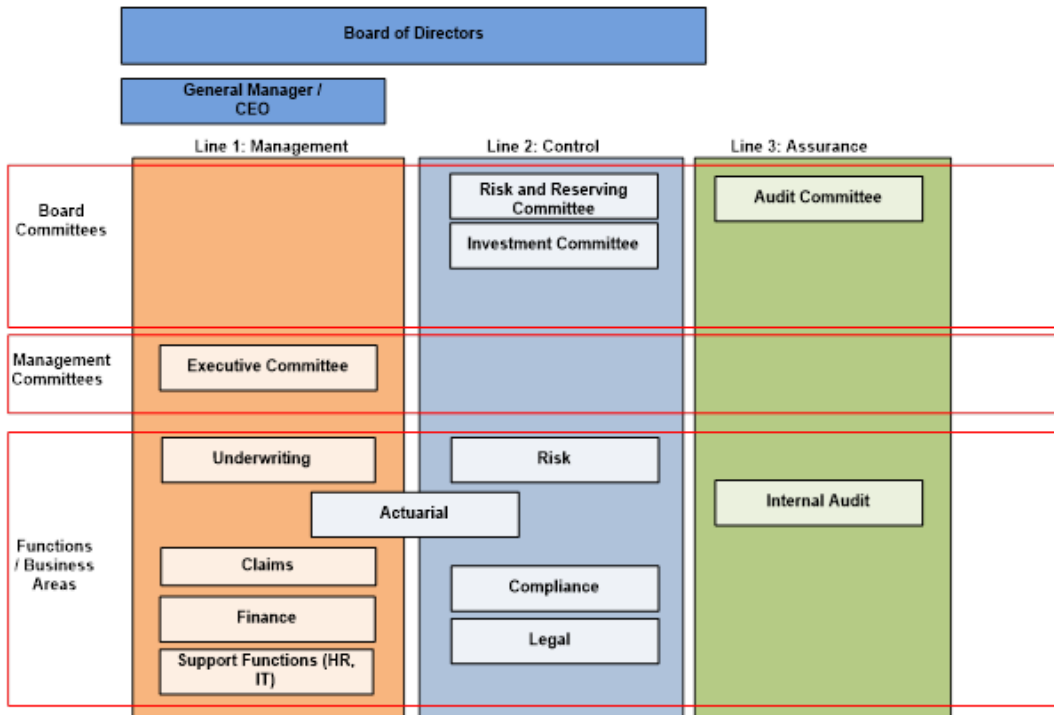 Board of Directors
General Manager /
CEO
Line 1: Management
Line 2: Control
Line 3: Assurance
Board
Committees
Risk and Reserving
Committee
Audit Committee
Investment Committee
Management
Committees
Executive Committee
Functions
/ Business
Areas
Underwriting
Risk
Actuarial
Internal Audit
Claims
Compliance
Finance
Legal
Support Functions (HR,
IT)